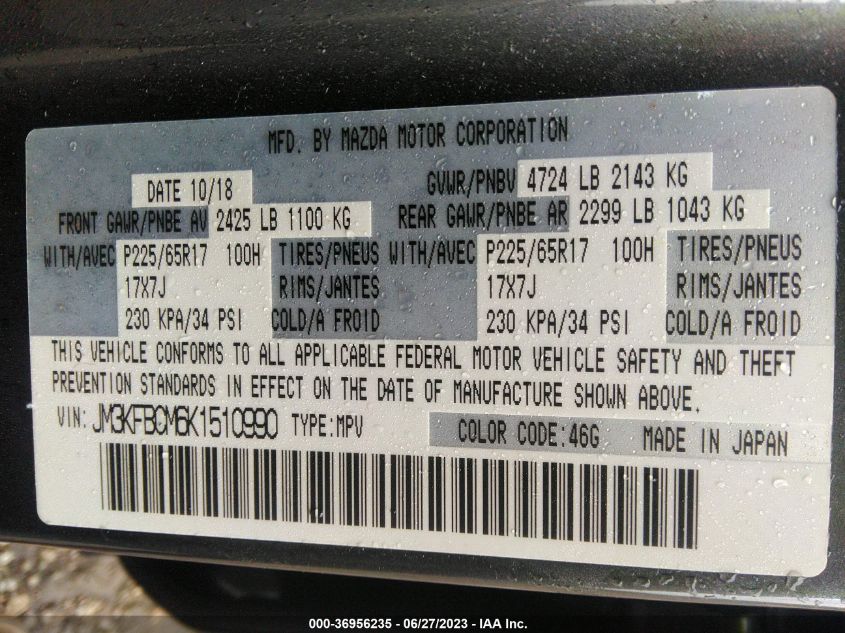 MFD. BY MAZDA MOTOR CORPORATION
DATE 10/18 GVWR/PNBV 4724 LB 2143 KG
FRONT GAWR/PNBE AV 2425 LB 1100 KG REAR GAWR/PNBE AR 2299 LB 1043 KG
WITH/AVEC P225/65R17 100H TIRES/PNEUS WITH/AVEC P225/65R17 100H TIRES/PNEUS
17X7J RIMS/JANTES 17X7J RIMS/JANTES
230 KPA/34 PSI COLD/A FROID 230 KPA/34 PSI COLD/A FROID
THIS VEHICLE CONFORMS TO ALL APPLICABLE FEDERAL MOTOR VEHICLE SAFETY AND THEFT
PREVENTION STANDARDS IN EFFECT ON THE DATE OF MANUFACTURE SHOWN ABOVE.
VIN: JM3KFBCM6K1510990 TYPE:MPV COLOR CODE:46G MADE IN JAPAN
000-36956235 - 06/27/2023 - IAA Inc.